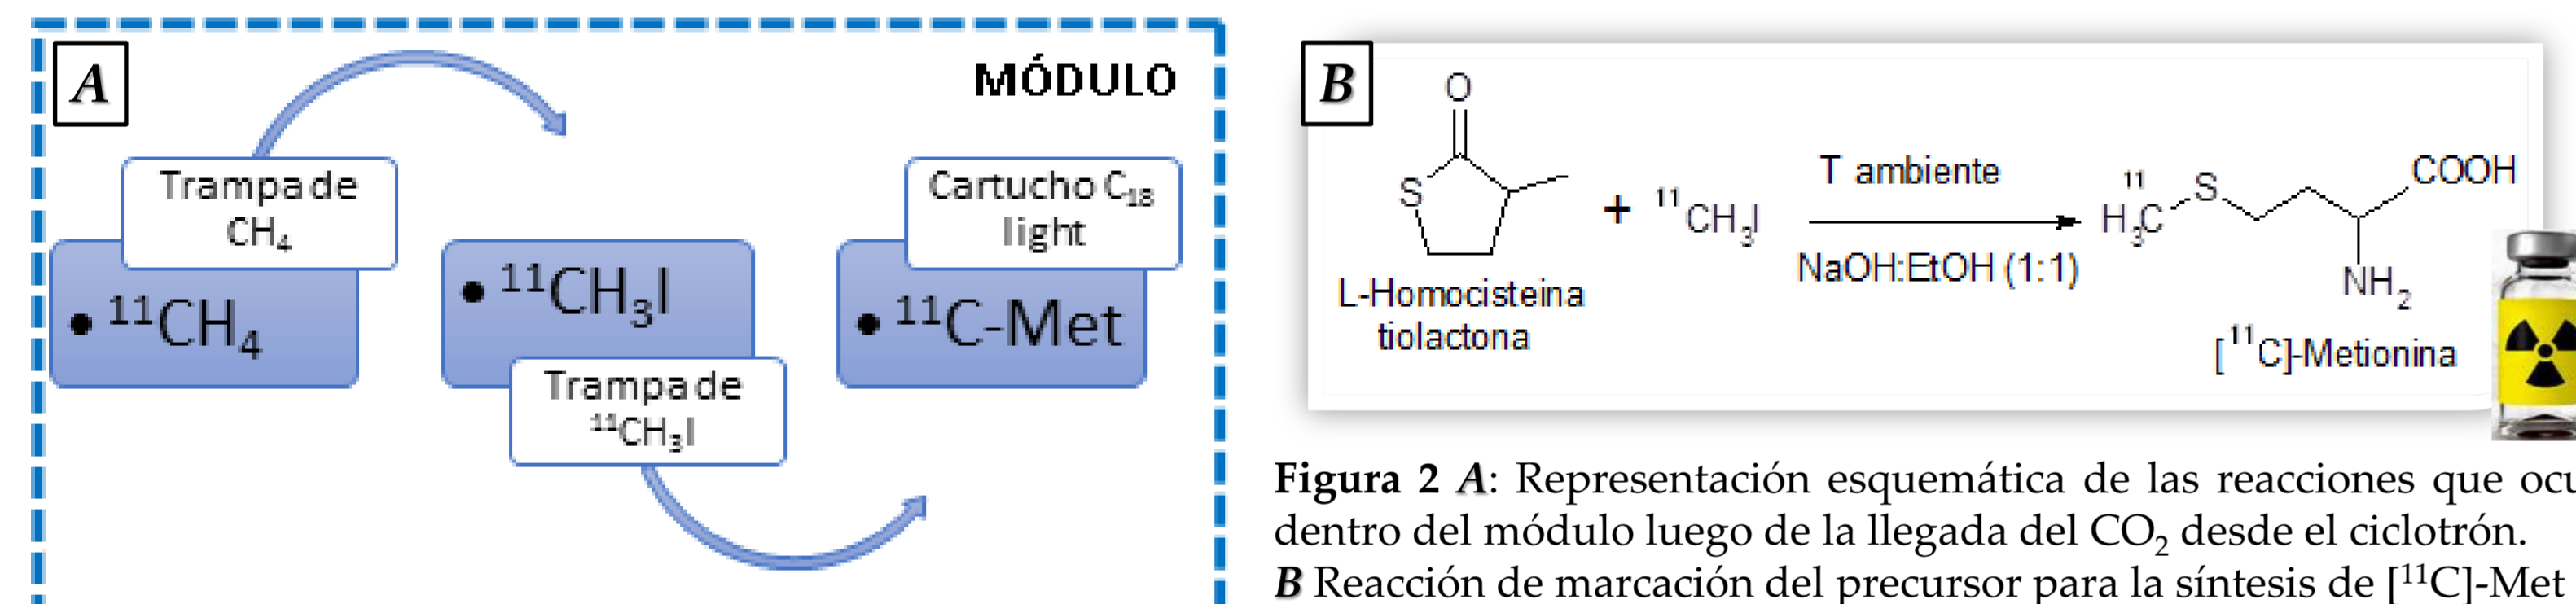 A
MÓDULO
Trampa de
CH₄
• ¹¹CH₄
• ¹¹CH₃I
Trampa de
¹¹CH₃I
Cartucho C₁₈
light
• ¹¹C-Met
B
O
S
L-Homocisteina
tiolactona
+ ¹¹CH₃I
T ambiente
NaOH:EtOH (1:1)
¹¹
H₃C
S
COOH
NH₂
[¹¹C]-Metionina
Figura 2 A: Representación esquemática de las reacciones que ocu
dentro del módulo luego de la llegada del CO₂ desde el ciclotrón.
B Reacción de marcación del precursor para la síntesis de [¹¹C]-Met